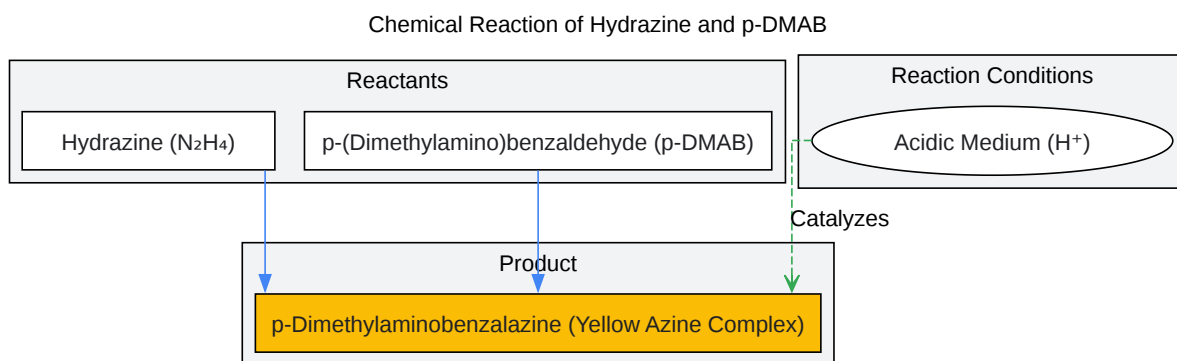 Chemical Reaction of Hydrazine and p-DMAB
Reactants
Reaction Conditions
Hydrazine (N₂H₄)
p-(Dimethylamino)benzaldehyde (p-DMAB)
Acidic Medium (H⁺)
Catalyzes
Product
p-Dimethylaminobenzalazine (Yellow Azine Complex)